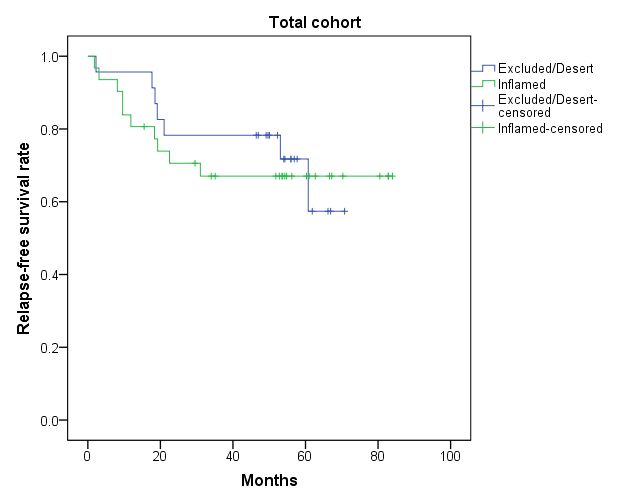 Total cohort
Relapse-free survival rate
1.0
0.8
0.6
0.4
0.2
0.0
0 20 40 60 80 100
Months
Excluded/Desert
Inflamed
Excluded/Desert-
censored
Inflamed-censored